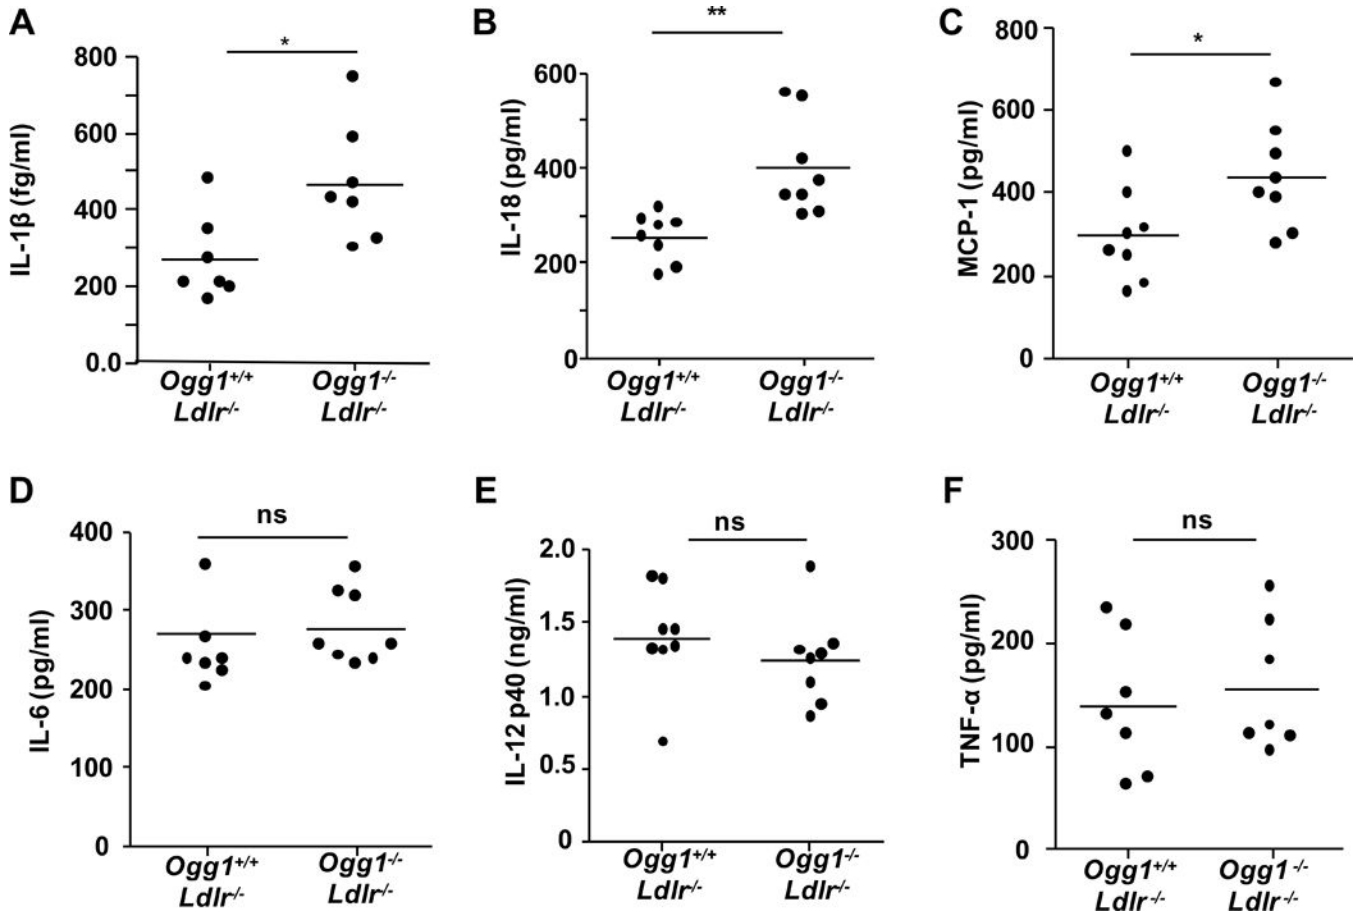 A
*
800
600
400
200
0.0
IL-1β (fg/ml)
Ogg1+/+
Ldlr-/-
Ogg1-/-
Ldlr-/-
B
**
600
400
200
0
IL-18 (pg/ml)
Ogg1+/+
Ldlr-/-
Ogg1-/-
Ldlr-/-
C
*
800
600
400
200
0
MCP-1 (pg/ml)
Ogg1+/+
Ldlr-/-
Ogg1-/-
Ldlr-/-
D
ns
400
300
200
100
0
IL-6 (pg/ml)
Ogg1+/+
Ldlr-/-
Ogg1-/-
Ldlr-/-
E
ns
2.0
1.5
1.0
0.5
0
IL-12 p40 (ng/ml)
Ogg1+/+
Ldlr-/-
Ogg1-/-
Ldlr-/-
F
ns
300
200
100
0
TNF-α (pg/ml)
Ogg1+/+
Ldlr-/-
Ogg1 -/-
Ldlr-/-